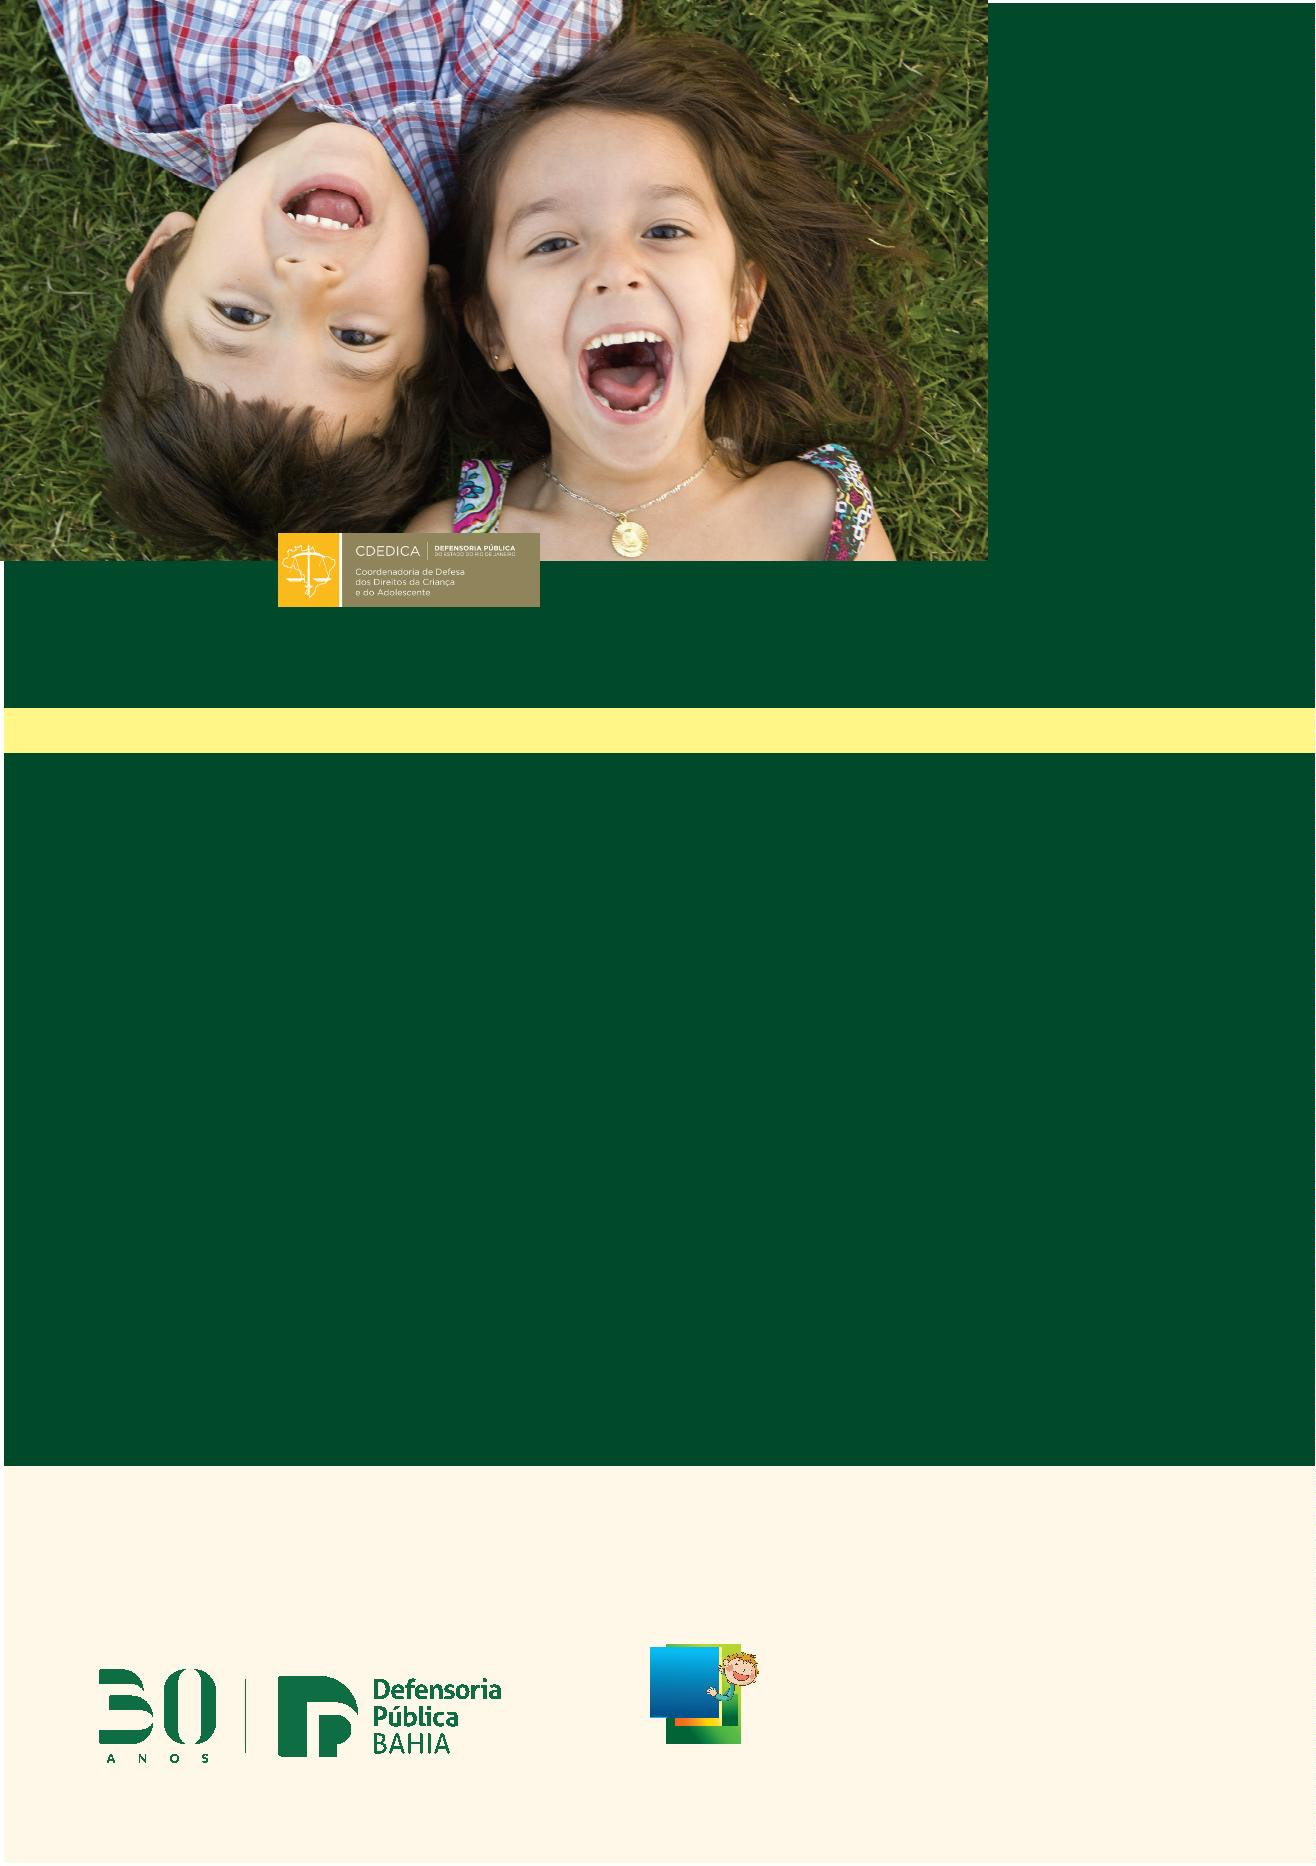 CDEDICA
DEFENSORIA PÚBLICA
DO ESTADO DO RIO DE JANEIRO
Coordenadoria de Defesa
dos Direitos da Criança
e do Adolescente
30
ANOS
Defensoria
Pública
BAHIA